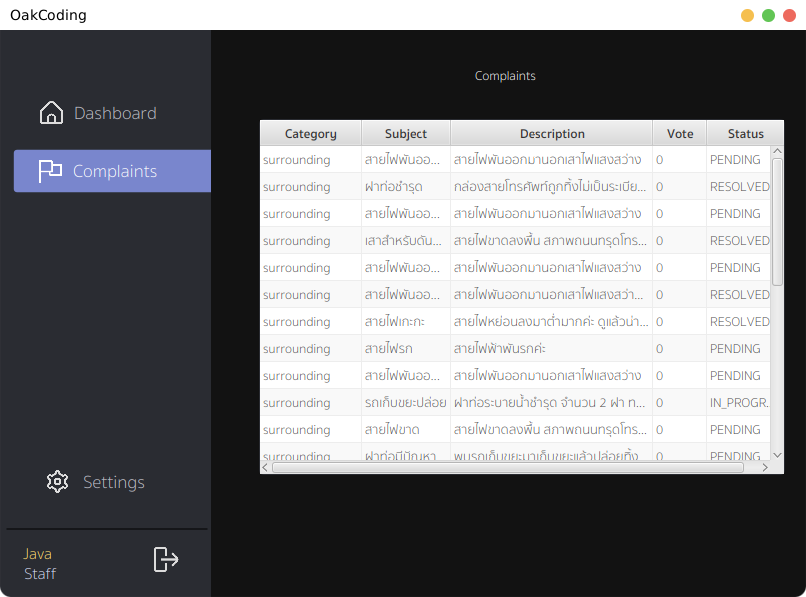 OakCoding
Dashboard
Complaints
Settings
Java
Staff
Complaints
Category Subject Description Vote Status
surrounding สายไฟพันออ... สายไฟพันออกมานอกเสาไฟแสงสว่าง 0 PENDING
surrounding ฝาท่อชำรุด กล่องสายโทรศัพท์ถูกทิ้งไม่เป็นระเบีย... 0 RESOLVED
surrounding สายไฟพันออ... สายไฟพันออกมานอกเสาไฟแสงสว่าง 0 PENDING
surrounding เสาสำหรับดัน... สายไฟขาดลงพื้น สภาพถนนทรุดโทร... 0 RESOLVED
surrounding สายไฟพันออ... สายไฟพันออกมานอกเสาไฟแสงสว่าง 0 PENDING
surrounding สายไฟพันออ... สายไฟพันออกมานอกเสาไฟแสงสว่า... 0 RESOLVED
surrounding สายไฟเกะกะ สายไฟหย่อนลงมาต่ำมากค่ะ ดูแล้วน่า... 0 RESOLVED
surrounding สายไฟรก สายไฟฟ้าพันรกค่ะ 0 PENDING
surrounding สายไฟพันออ... สายไฟพันออกมานอกเสาไฟแสงสว่าง 0 PENDING
surrounding รถเก็บขยะปล่อย ฝาท่อระบายน้ำชำรุด จำนวน 2 ฝา ท... 0 IN_PROGR.
surrounding สายไฟขาด สายไฟขาดลงพื้น สภาพถนนทรุดโทร... 0 PENDING
surrounding ฝาท่อมีปัญหา พบรถเก็บขยะมาเก็บขยะแล้วปล่อยทิ้ง 0 PENDING